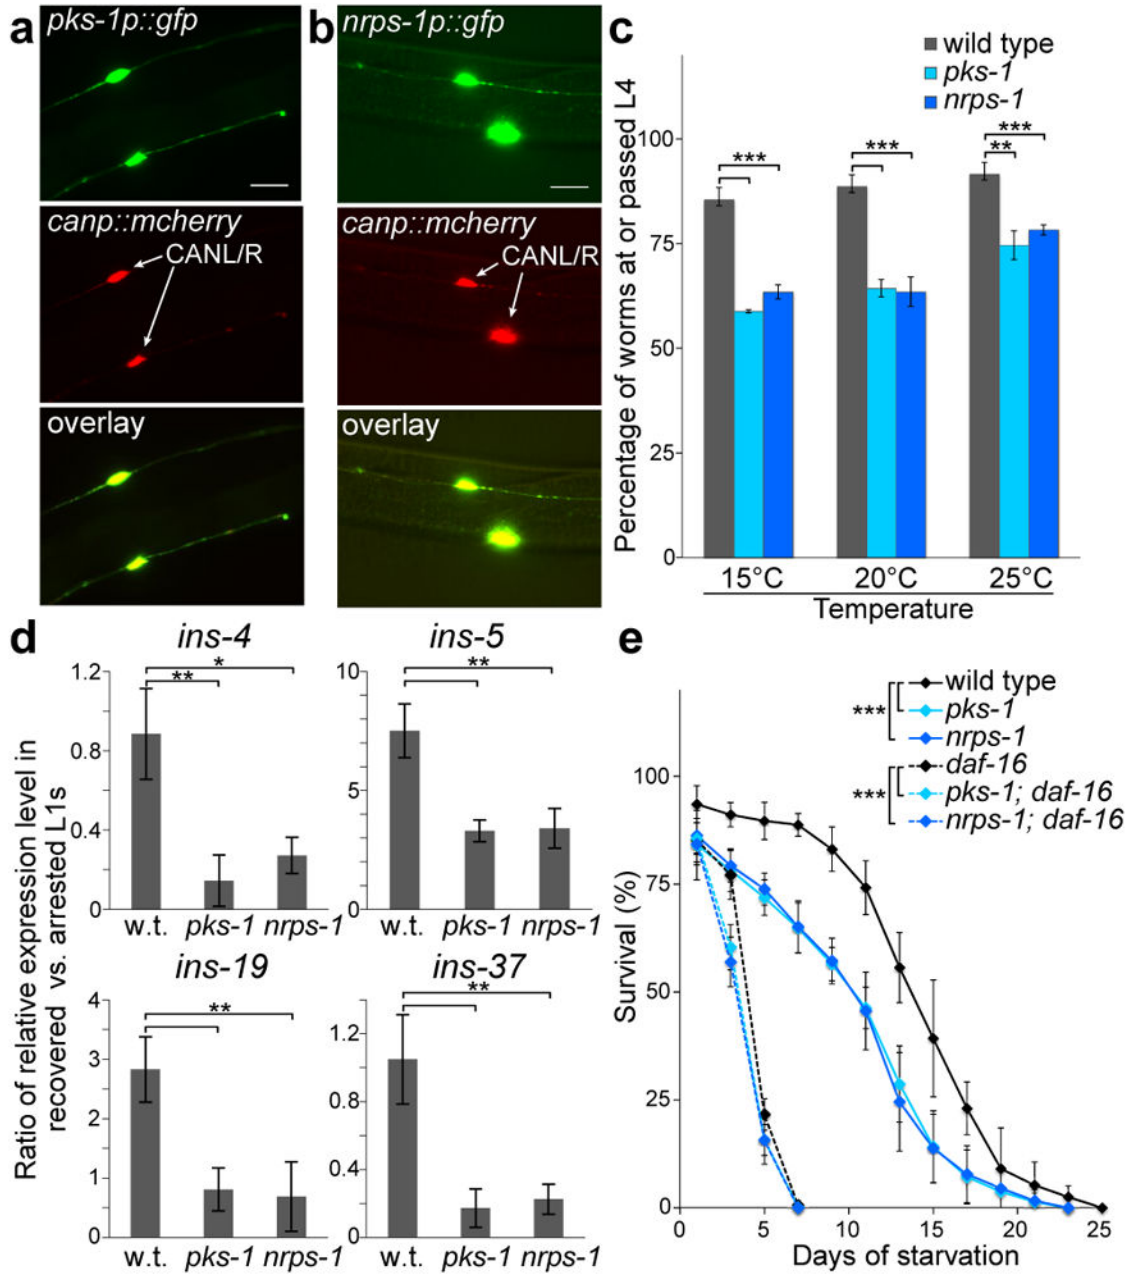 a
pks-1p::gfp
canp::mcherry
CANL/R
overlay
b
nrps-1p::gfp
canp::mcherry
CANL/R
overlay
c
wild type
pks-1
nrps-1
Percentage of worms at or passed L4
100
75
50
25
0
***
***
***
**
15°C 20°C 25°C
Temperature
d
Ratio of relative expression level in
recovered vs. arrested L1s
ins-4
1.2
0.8
0.4
0
*
**
w.t. pks-1 nrps-1
ins-5
10
5
0
**
w.t. pks-1 nrps-1
ins-19
4
3
2
1
0
**
w.t. pks-1 nrps-1
ins-37
1.2
0.8
0.4
0
**
w.t. pks-1 nrps-1
e
wild type
*** pks-1
nrps-1
daf-16
*** pks-1; daf-16
nrps-1; daf-16
Survival (%)
100
75
50
25
0
0 5 10 15 20 25
Days of starvation